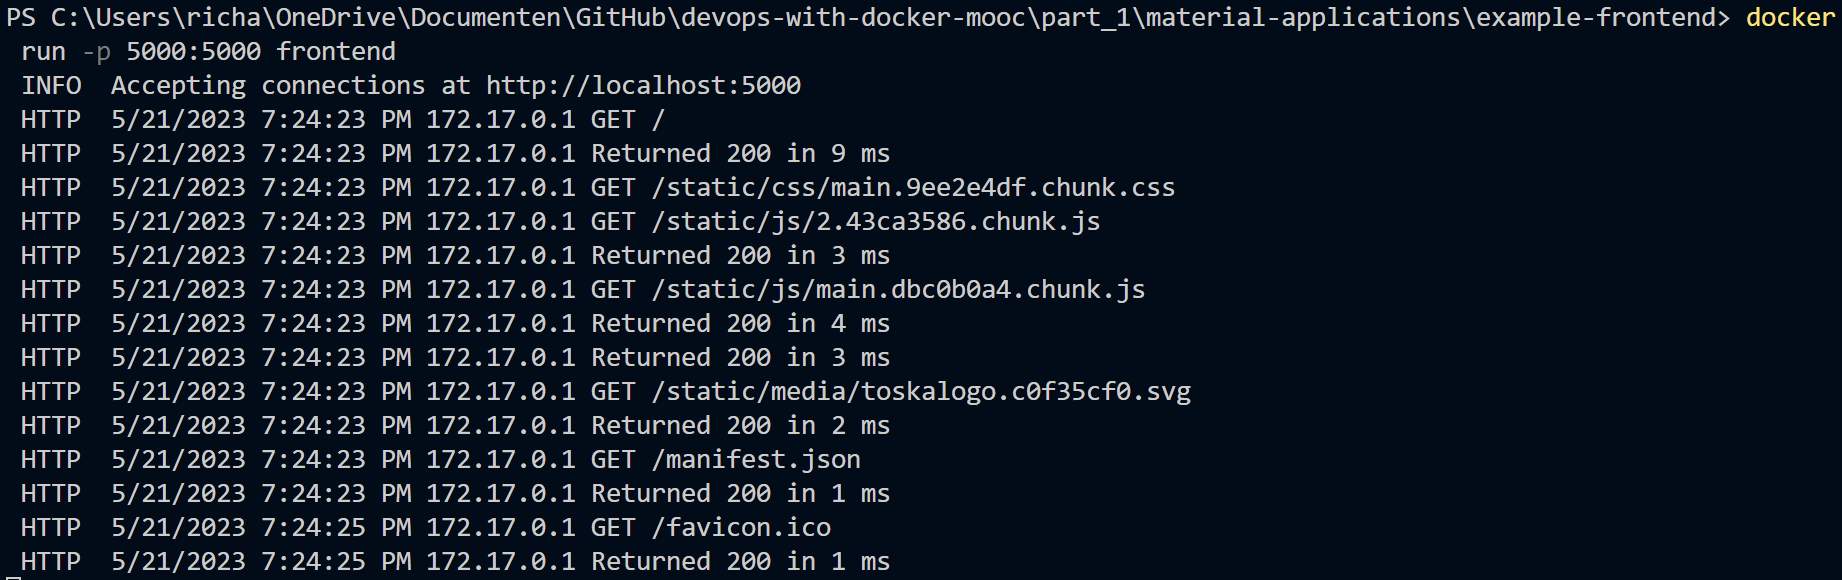 PS C:\Users\richa\OneDrive\Documenten\GitHub\devops-with-docker-mooc\part_1\material-applications\example-frontend> docker
run -p 5000:5000 frontend
INFO  Accepting connections at http://localhost:5000
HTTP  5/21/2023 7:24:23 PM 172.17.0.1 GET /
HTTP  5/21/2023 7:24:23 PM 172.17.0.1 Returned 200 in 9 ms
HTTP  5/21/2023 7:24:23 PM 172.17.0.1 GET /static/css/main.9ee2e4df.chunk.css
HTTP  5/21/2023 7:24:23 PM 172.17.0.1 GET /static/js/2.43ca3586.chunk.js
HTTP  5/21/2023 7:24:23 PM 172.17.0.1 Returned 200 in 3 ms
HTTP  5/21/2023 7:24:23 PM 172.17.0.1 GET /static/js/main.dbc0b0a4.chunk.js
HTTP  5/21/2023 7:24:23 PM 172.17.0.1 Returned 200 in 4 ms
HTTP  5/21/2023 7:24:23 PM 172.17.0.1 Returned 200 in 3 ms
HTTP  5/21/2023 7:24:23 PM 172.17.0.1 GET /static/media/toskalogo.c0f35cf0.svg
HTTP  5/21/2023 7:24:23 PM 172.17.0.1 Returned 200 in 2 ms
HTTP  5/21/2023 7:24:23 PM 172.17.0.1 GET /manifest.json
HTTP  5/21/2023 7:24:23 PM 172.17.0.1 Returned 200 in 1 ms
HTTP  5/21/2023 7:24:25 PM 172.17.0.1 GET /favicon.ico
HTTP  5/21/2023 7:24:25 PM 172.17.0.1 Returned 200 in 1 ms